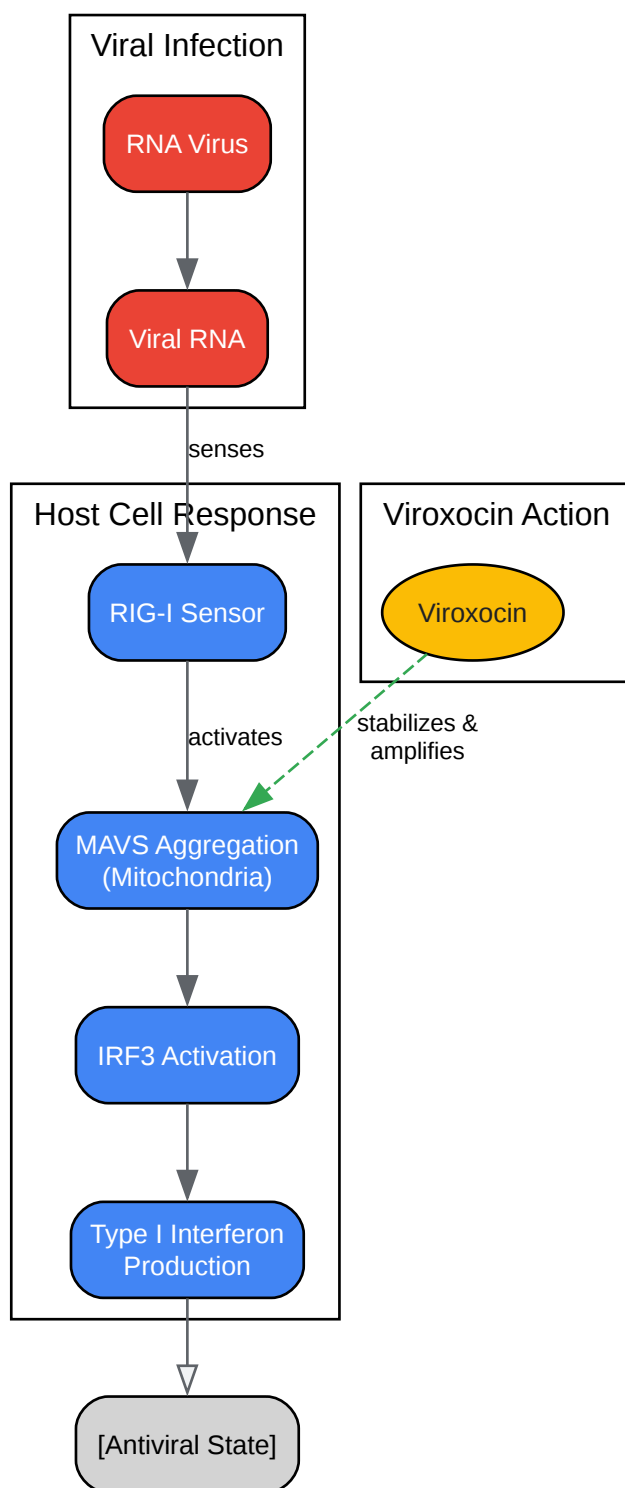 Viral Infection
RNA Virus
Viral RNA
senses
Host Cell Response
Viroxocin Action
RIG-I Sensor
Viroxocin
activates
stabilizes &
amplifies
MAVS Aggregation
(Mitochondria)
IRF3 Activation
Type I Interferon
Production
[Antiviral State]